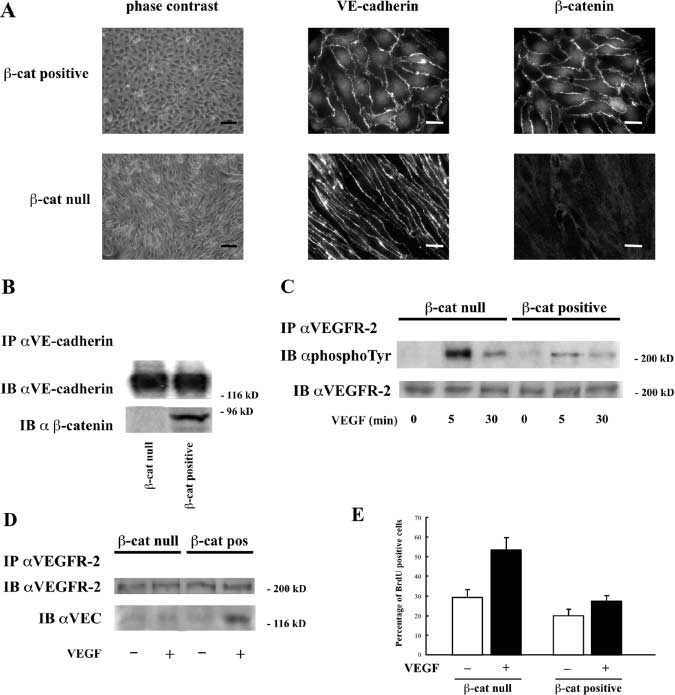 A
phase contrast VE-cadherin β-catenin
β-cat positive
β-cat null
B
IP αVE-cadherin
IB αVE-cadherin
- 116 kD
- 96 kD
IB α β-catenin
β-cat null
β-cat positive
C
β-cat null β-cat positive
IP αVEGFR-2
IB αphosphoTyr - 200 kD
IB αVEGFR-2 - 200 kD
VEGF (min) 0 5 30 0 5 30
D
β-cat null β-cat pos
IP αVEGFR-2
IB αVEGFR-2 - 200 kD
IB αVEC - 116 kD
VEGF – + – +
E
Percentage of BrdU positive cells
70
60
50
40
30
20
10
0
VEGF – + – +
β-cat null β-cat positive